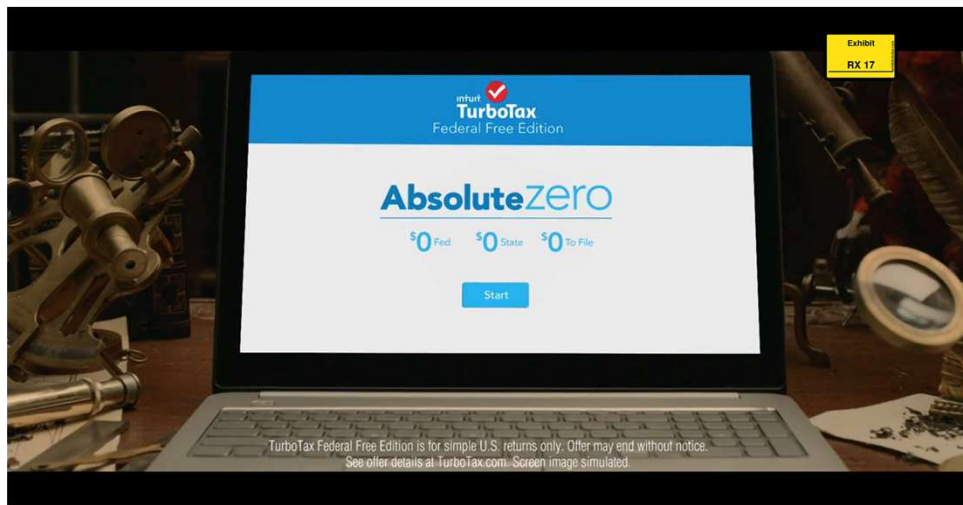 Exhibit
RX 17
intuit
TurboTax
Federal Free Edition
Absolutezero
$0 Fed $0 State $0 To File
Start
TurboTax Federal Free Edition is for simple U.S. returns only. Offer may end without notice.
See offer details at TurboTax.com. Screen image simulated.